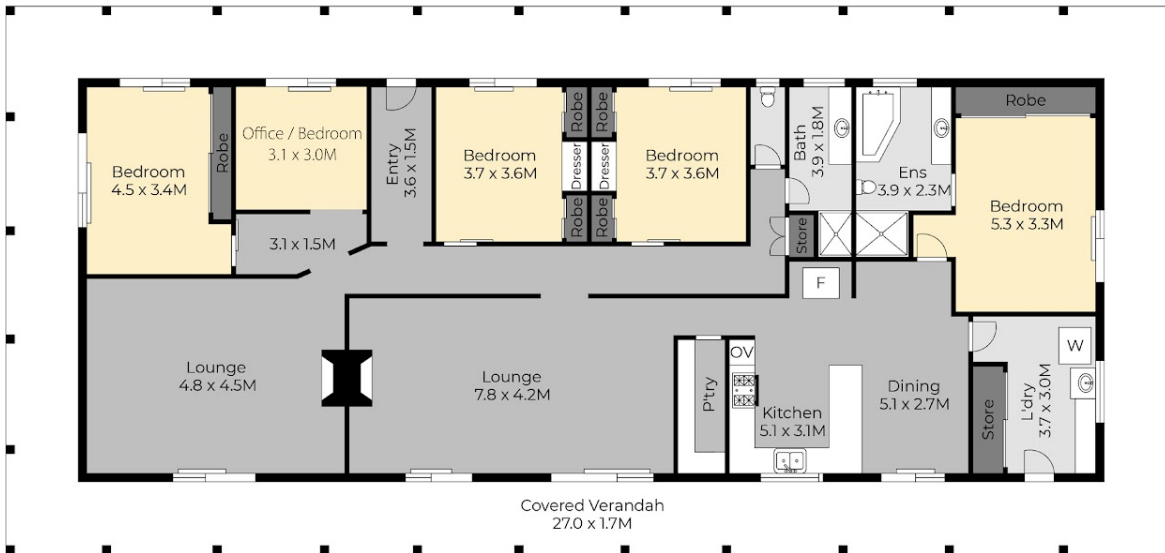 Bedroom
4.5 x 3.4M
Robe
Office / Bedroom
3.1 x 3.0M
3.1 x 1.5M
Entry
3.6 x 1.5M
Bedroom
3.7 x 3.6M
Robe
Dresser
Robe
Robe
Dresser
Robe
Bedroom
3.7 x 3.6M
Bath
3.9 x 1.8M
Store
Ens
3.9 x 2.3M
Robe
Bedroom
5.3 x 3.3M
Lounge
4.8 x 4.5M
Lounge
7.8 x 4.2M
P'try
F
OV
Kitchen
5.1 x 3.1M
Dining
5.1 x 2.7M
Store
L'dry
3.7 x 3.0M
W
Covered Verandah
27.0 x 1.7M